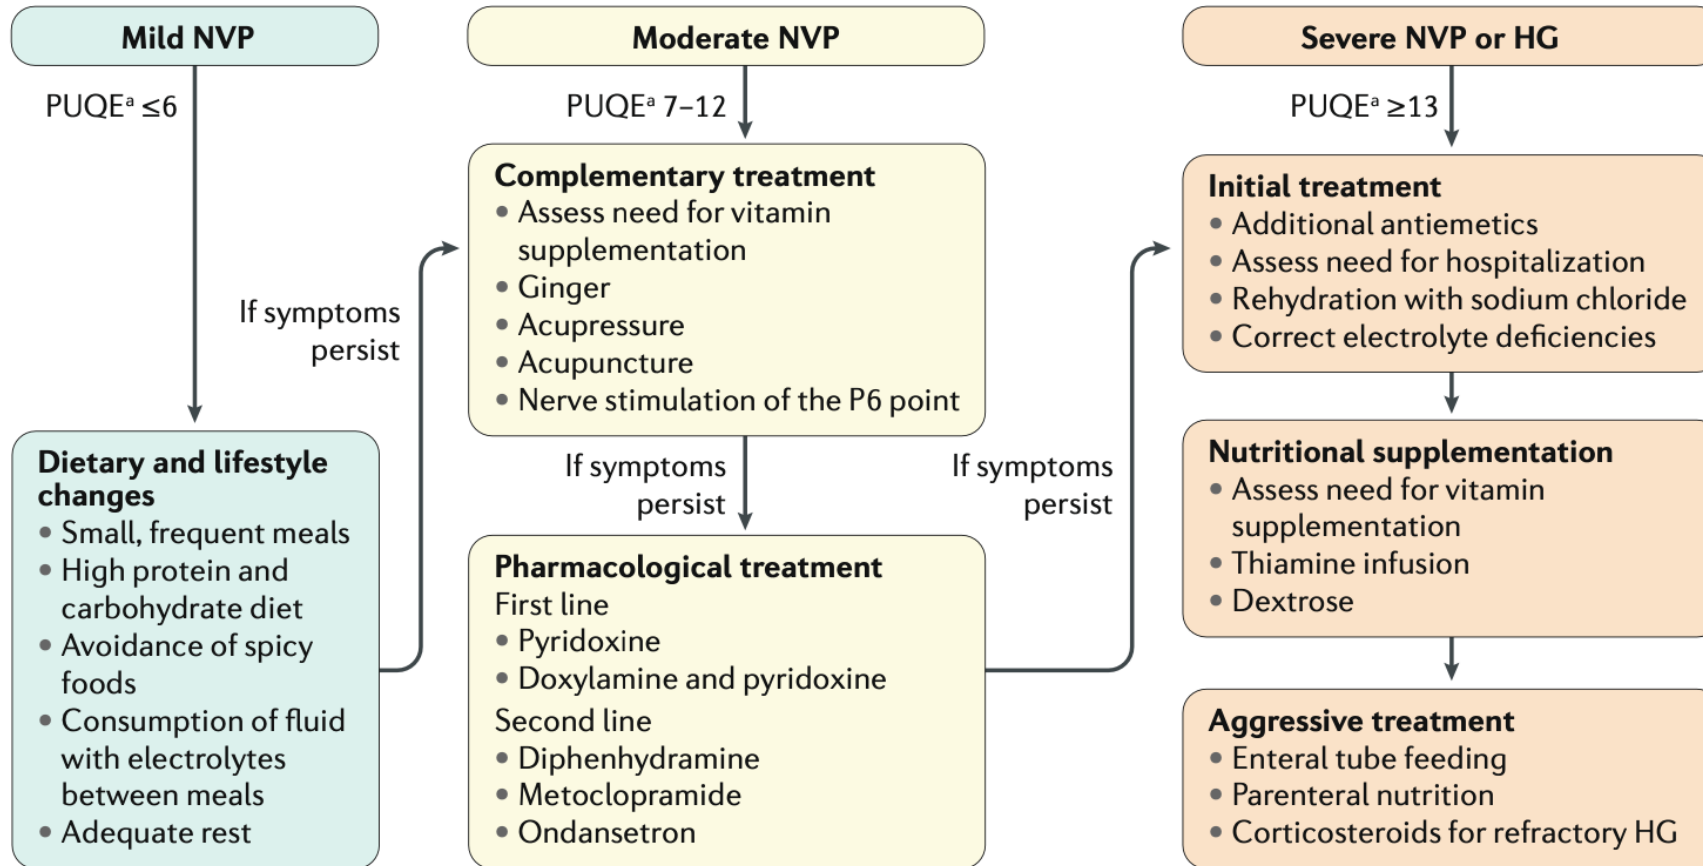 Mild NVP
PUQEᵃ ≤6
Dietary and lifestyle
changes
• Small, frequent meals
• High protein and
carbohydrate diet
• Avoidance of spicy
foods
• Consumption of fluid
with electrolytes
between meals
• Adequate rest
If symptoms
persist
Moderate NVP
PUQEᵃ 7–12
Complementary treatment
• Assess need for vitamin
supplementation
• Ginger
• Acupressure
• Acupuncture
• Nerve stimulation of the P6 point
If symptoms
persist
Pharmacological treatment
First line
• Pyridoxine
• Doxylamine and pyridoxine
Second line
• Diphenhydramine
• Metoclopramide
• Ondansetron
If symptoms
persist
Severe NVP or HG
PUQEᵃ ≥13
Initial treatment
• Additional antiemetics
• Assess need for hospitalization
• Rehydration with sodium chloride
• Correct electrolyte deficiencies
Nutritional supplementation
• Assess need for vitamin
supplementation
• Thiamine infusion
• Dextrose
Aggressive treatment
• Enteral tube feeding
• Parenteral nutrition
• Corticosteroids for refractory HG